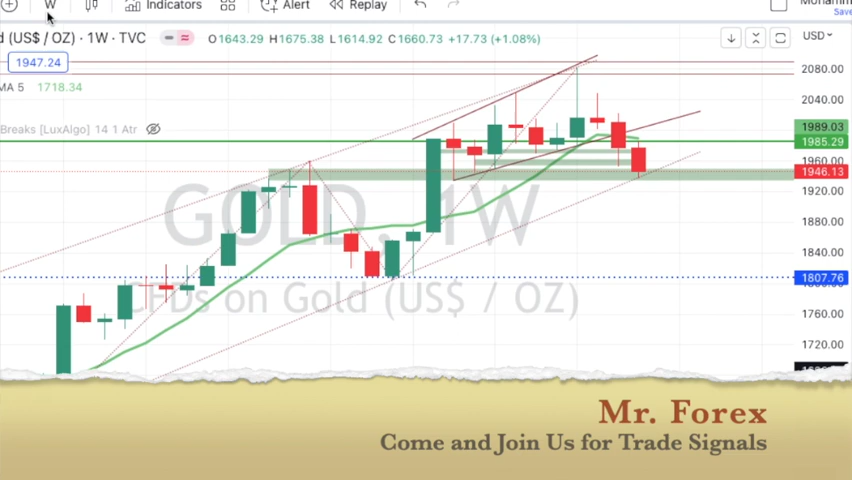 W Indicators Alert Replay
Save
d (US$ / OZ) · 1W · TVC O1643.29 H1675.38 L1614.92 C1660.73 +17.73 (+1.08%) USD
1947.24
MA 5 1718.34
Breaks [LuxAlgo] 14 1 Atr
2080.00
2040.00
1989.03
1985.29
1960.00
1946.13
1920.00
1880.00
1840.00
1807.76
1760.00
1720.00
GOLD, 1W
CFDs on Gold (US$ / OZ)
Mr. Forex
Come and Join Us for Trade Signals